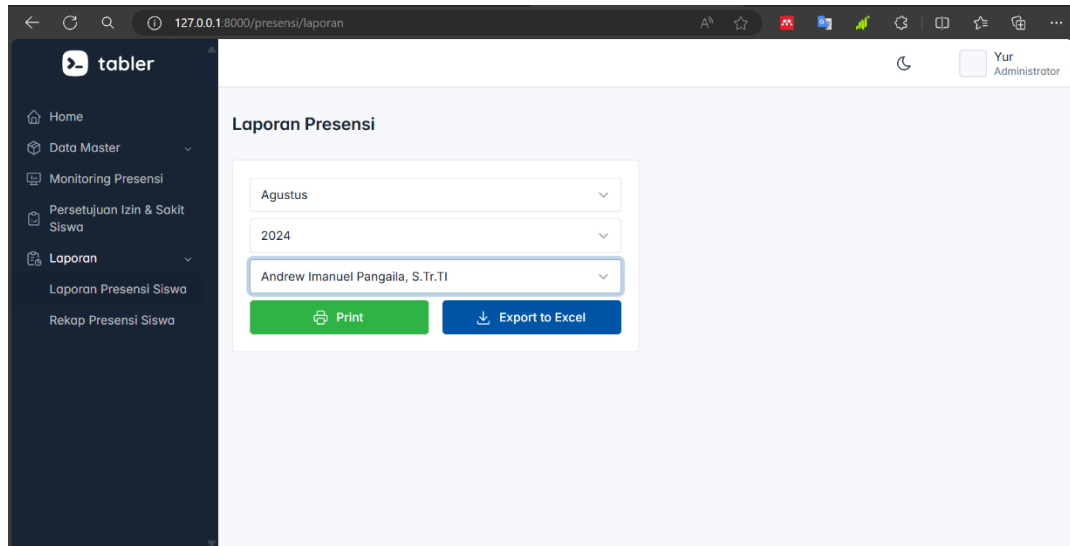 127.0.0.1:8000/presensi/laporan
tabler
Yur
Administrator
Home
Data Master
Monitoring Presensi
Persetujuan Izin & Sakit
Siswa
Laporan
Laporan Presensi Siswa
Rekap Presensi Siswa
Laporan Presensi
Agustus
2024
Andrew Imanuel Pangaila, S.Tr.TI
Print
Export to Excel